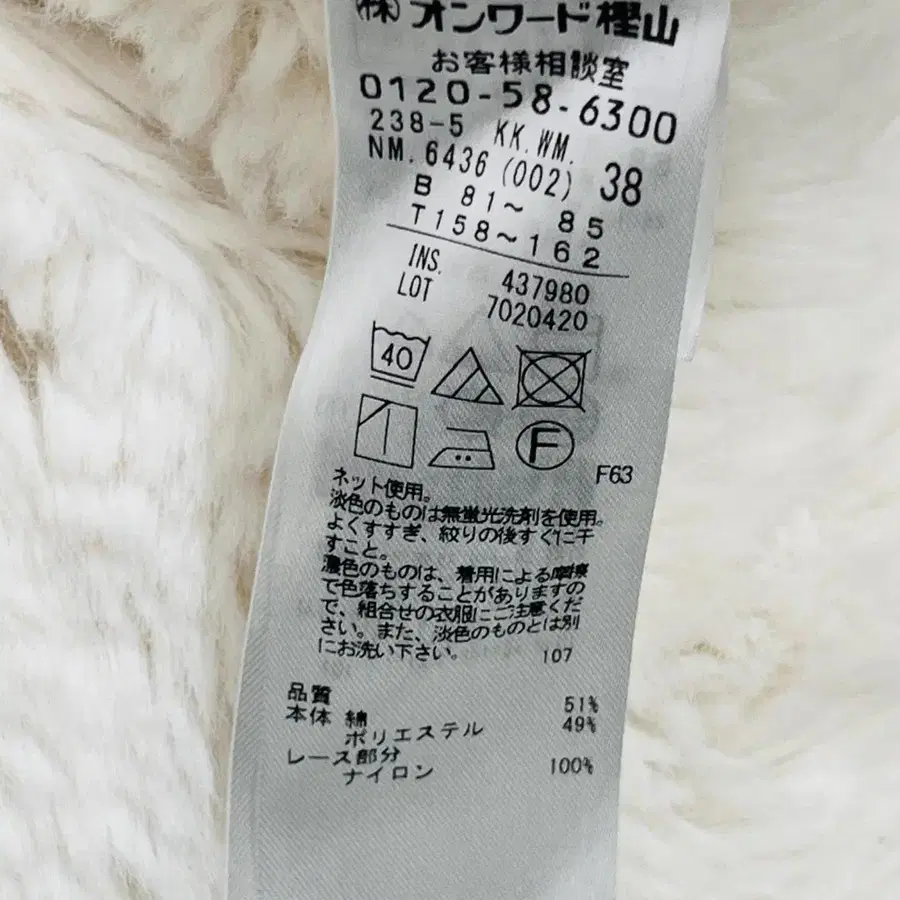 (株)オンワード樫山
お客様相談室
0120-58-6300
238-5 KK.WM.
NM.6436(002) 38
B 81~ 85
T158~162
INS. 437980
LOT 7020420
40
F
F63
ネット使用。
淡色のものは無蛍光洗剤を使用。
よくすすぎ、絞りの後すぐに干
すこと。
濃色のものは、着用による摩擦
で色落ちすることがありますの
で、組合せの衣服にご注意くだ
さい。また、淡色のものとは別
にお洗い下さい。 107
品質
本体 綿 51%
ポリエステル 49%
レース部分
ナイロン 100%